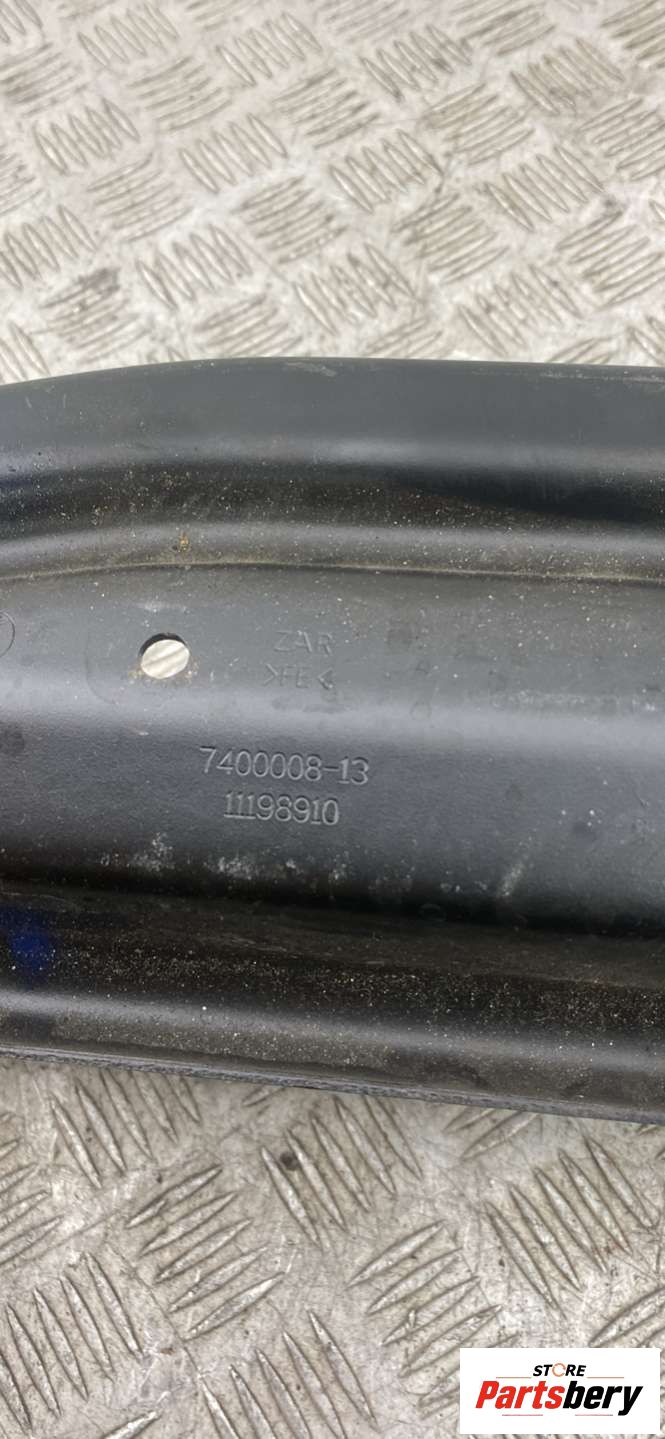 ZAR
>FE<
7400008-13
11198910
STORE
Partsbery